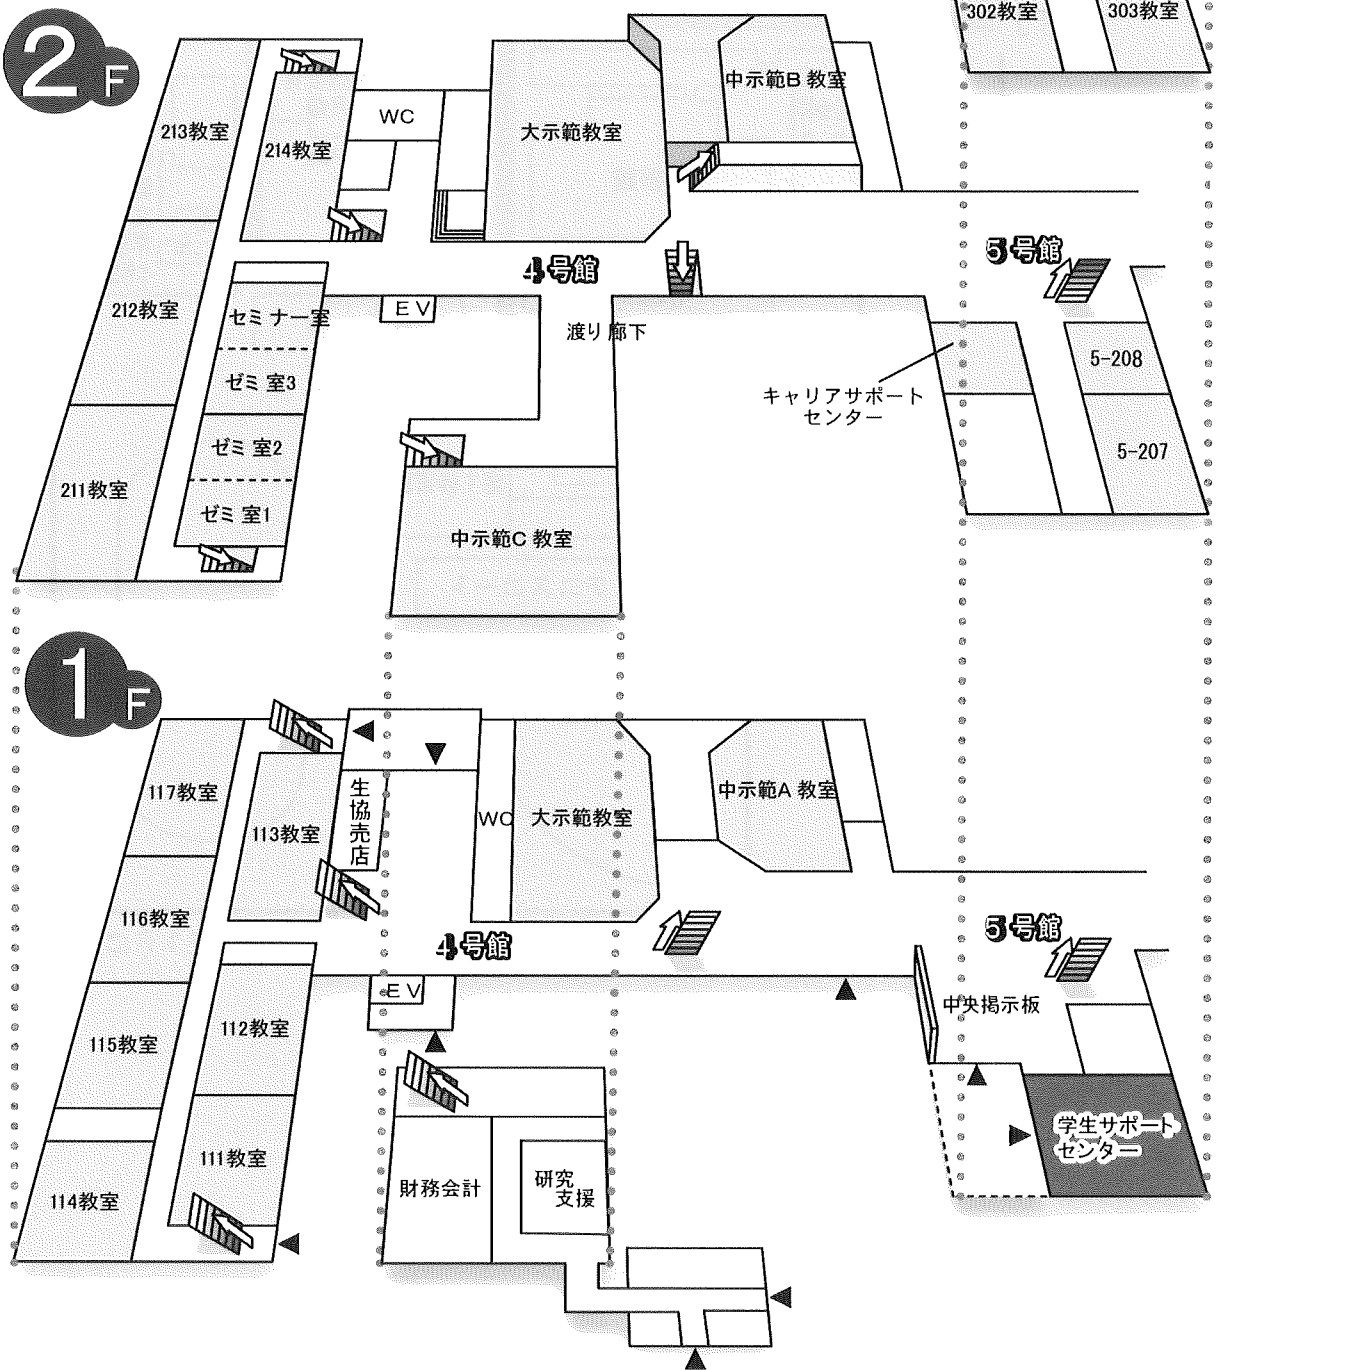 302教室
303教室
2F
213教室
214教室
WC
大示範教室
中示範B 教室
212教室
セミナー室
ゼミ室3
ゼミ室2
ゼミ室1
211教室
4号館
EV
渡り廊下
中示範C 教室
5号館
キャリアサポート
センター
5-208
5-207
1F
117教室
113教室
生協売店
WC
大示範教室
中示範A 教室
116教室
4号館
EV
5号館
中央掲示板
115教室
112教室
111教室
114教室
財務会計
研究
支援
学生サポート
センター